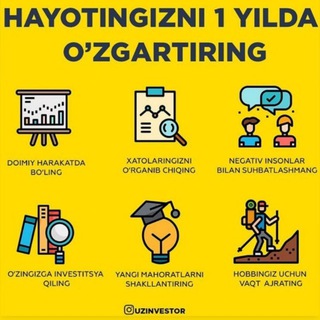 HAYOTINGIZNI 1 YILDA
O'ZGARTIRING
DOIMIY HARAKATDA
BO'LING
XATOLARINGIZNI
O'RGANIB CHIQING
NEGATIV INSONLAR
BILAN SUHBATLASHMANG
O'ZINGIZGA INVESTITSYA
QILING
YANGI MAHORATLARNI
SHAKLLANTIRING
HOBBINGIZ UCHUN
VAQT AJRATING
UZINVESTOR